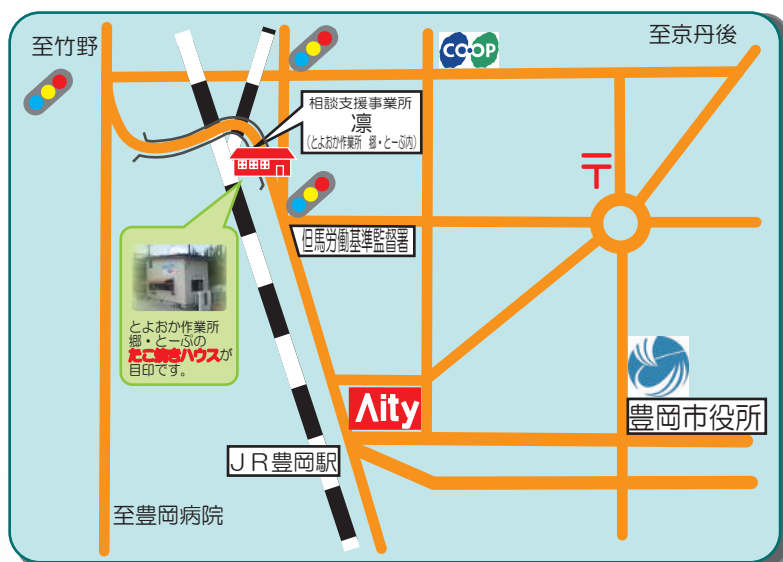 至竹野
CO・OP
至京丹後
相談支援事業所
凛
(とよおか作業所 郷・とーぷ内)
〒
但馬労働基準監督署
とよおか作業所
郷・とーぷの
たこ焼きハウスが
目印です。
Aity
豊岡市役所
JR豊岡駅
至豊岡病院